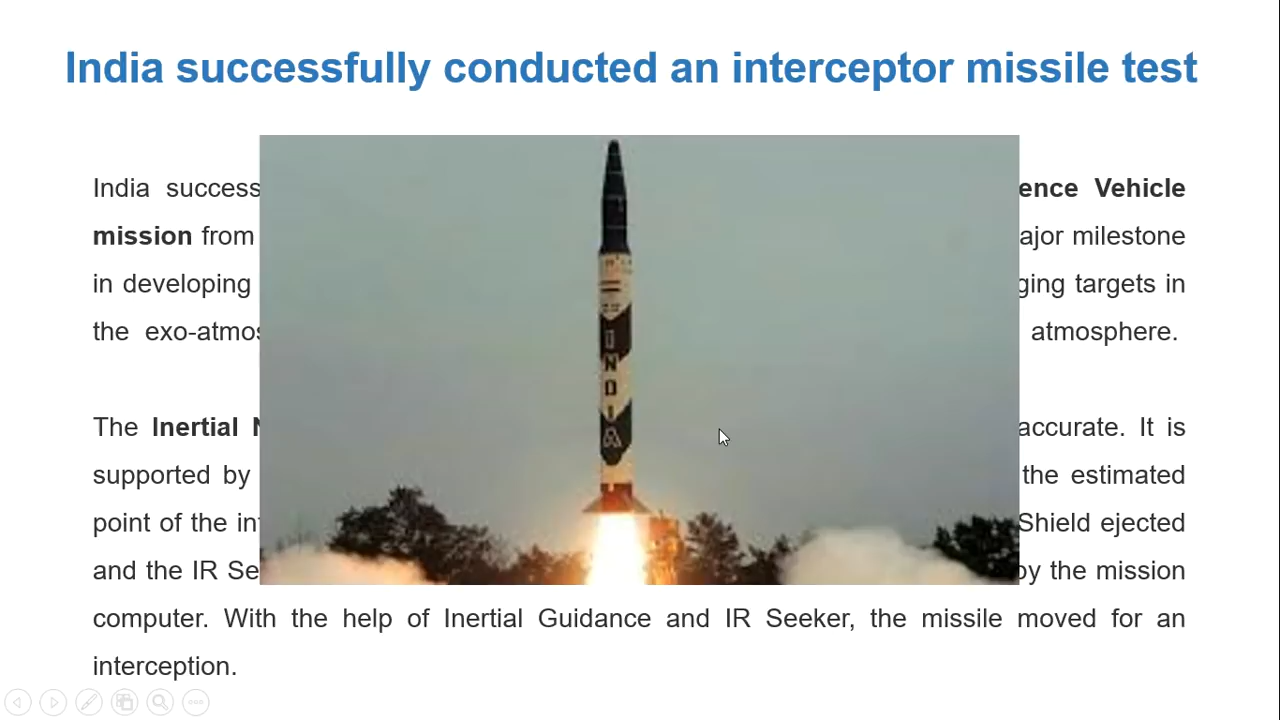 India successfully conducted an interceptor missile test
India success ence Vehicle
mission from ajor milestone
in developing ging targets in
the exo-atmos atmosphere.
INDIA
The Inertial N accurate. It is
supported by the estimated
point of the in Shield ejected
and the IR Se by the mission
computer. With the help of Inertial Guidance and IR Seeker, the missile moved for an
interception.